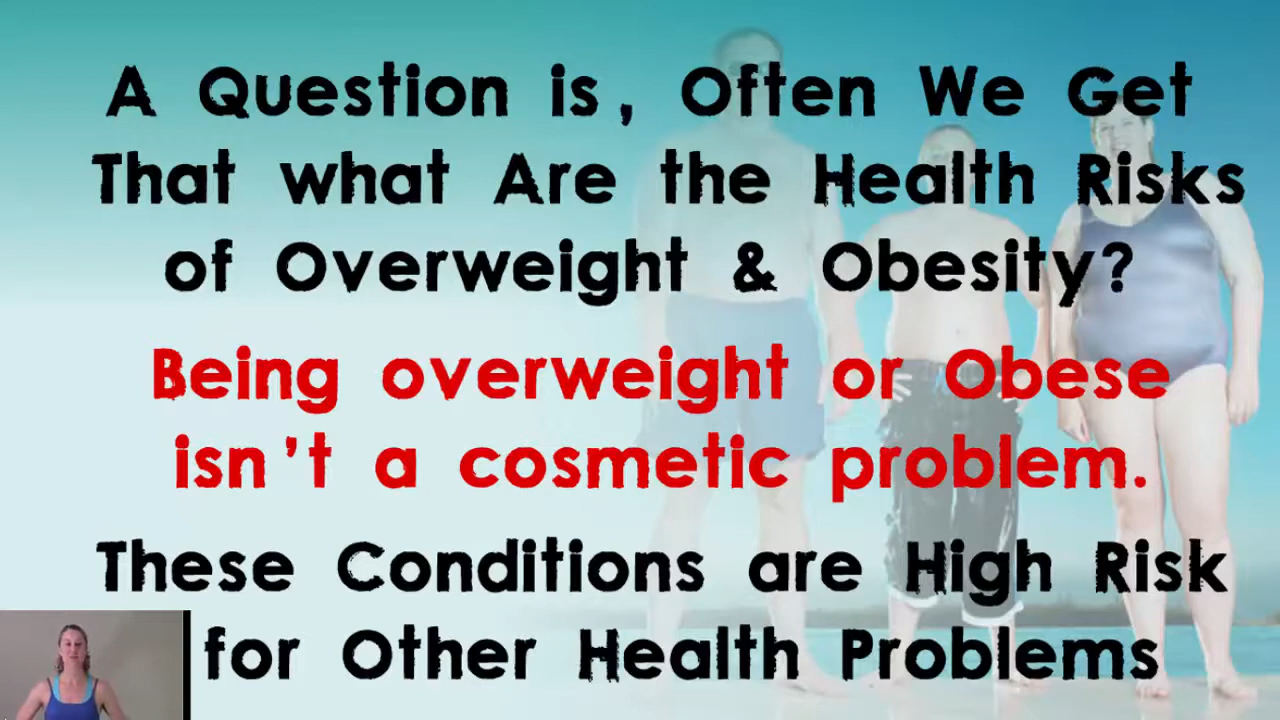 A Question is, Often We Get
That what Are the Health Risks
of Overweight & Obesity?
Being overweight or Obese
isn't a cosmetic problem.
These Conditions are High Risk
for Other Health Problems